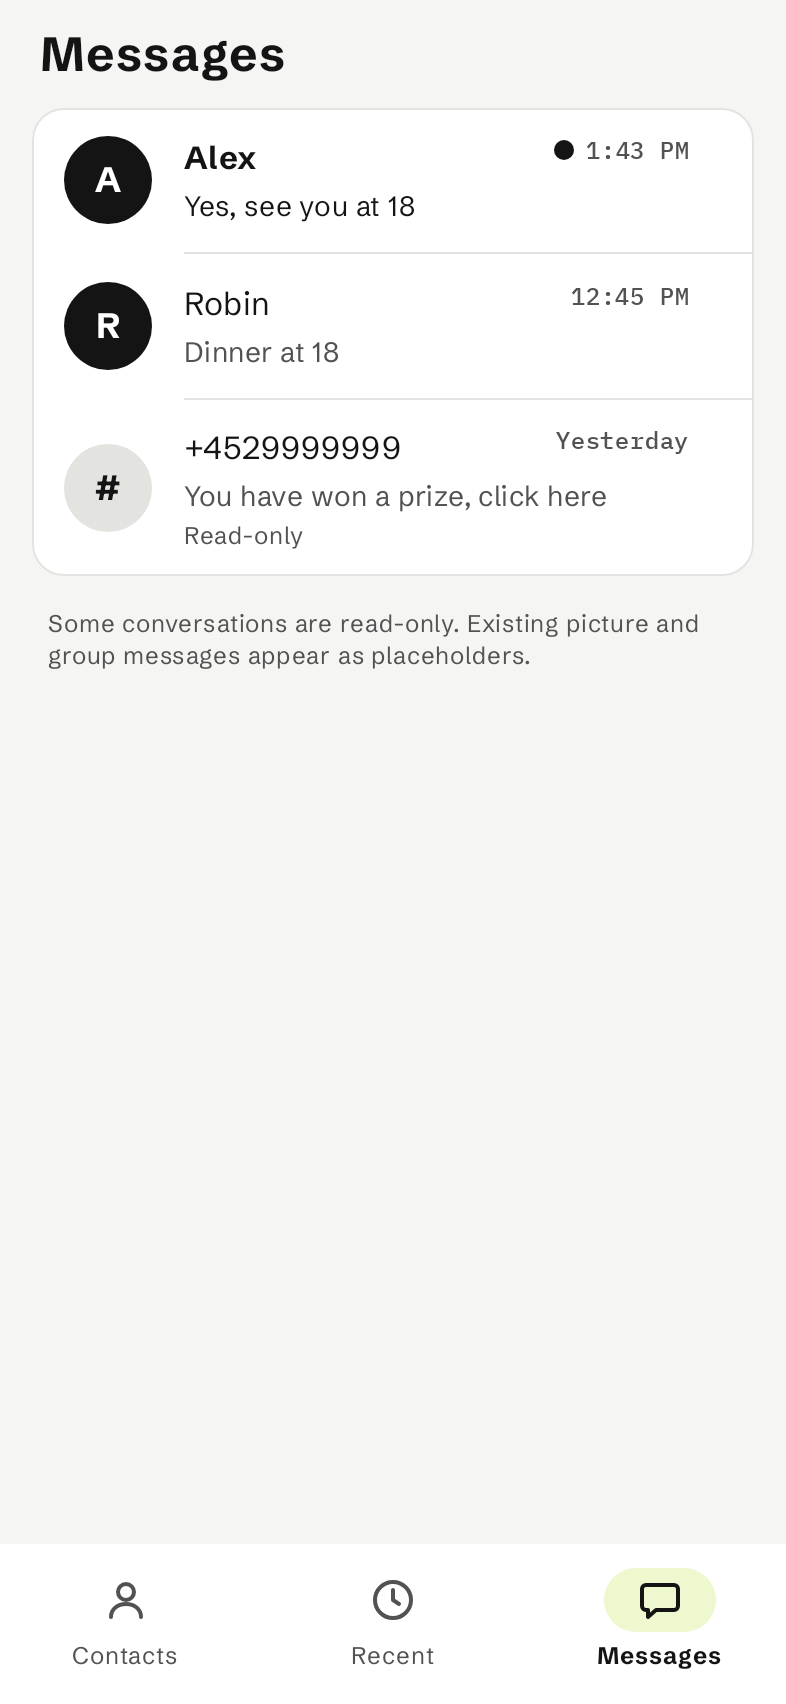 Messages
A
Alex
1:43 PM
Yes, see you at 18
R
Robin
12:45 PM
Dinner at 18
#
+4529999999
Yesterday
You have won a prize, click here
Read-only
Some conversations are read-only. Existing picture and
group messages appear as placeholders.
Contacts
Recent
Messages